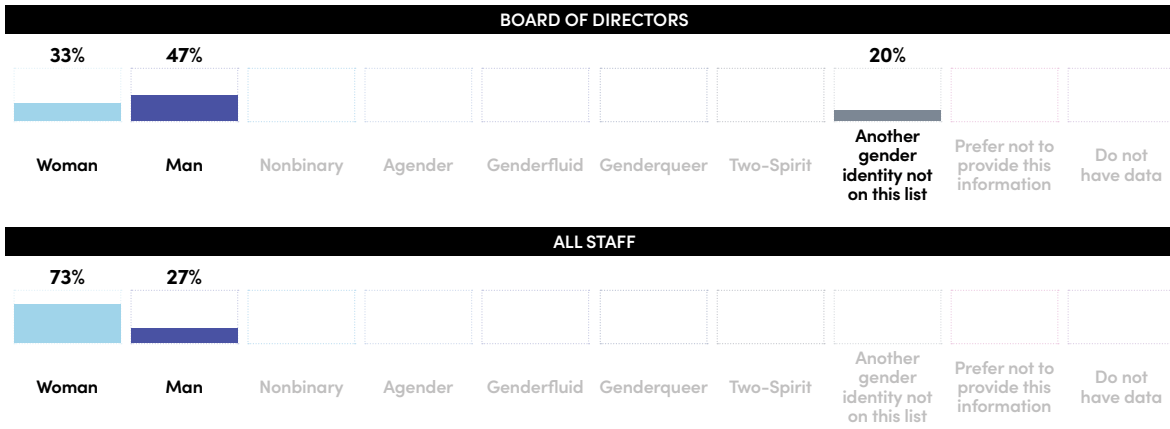 BOARD OF DIRECTORS
33% 47% 20%
Woman Man Nonbinary Agender Genderfluid Genderqueer Two-Spirit
Another
gender
identity not
on this list
Prefer not to
provide this
information
Do not
have data
ALL STAFF
73% 27%
Woman Man Nonbinary Agender Genderfluid Genderqueer Two-Spirit
Another
gender
identity not
on this list
Prefer not to
provide this
information
Do not
have data